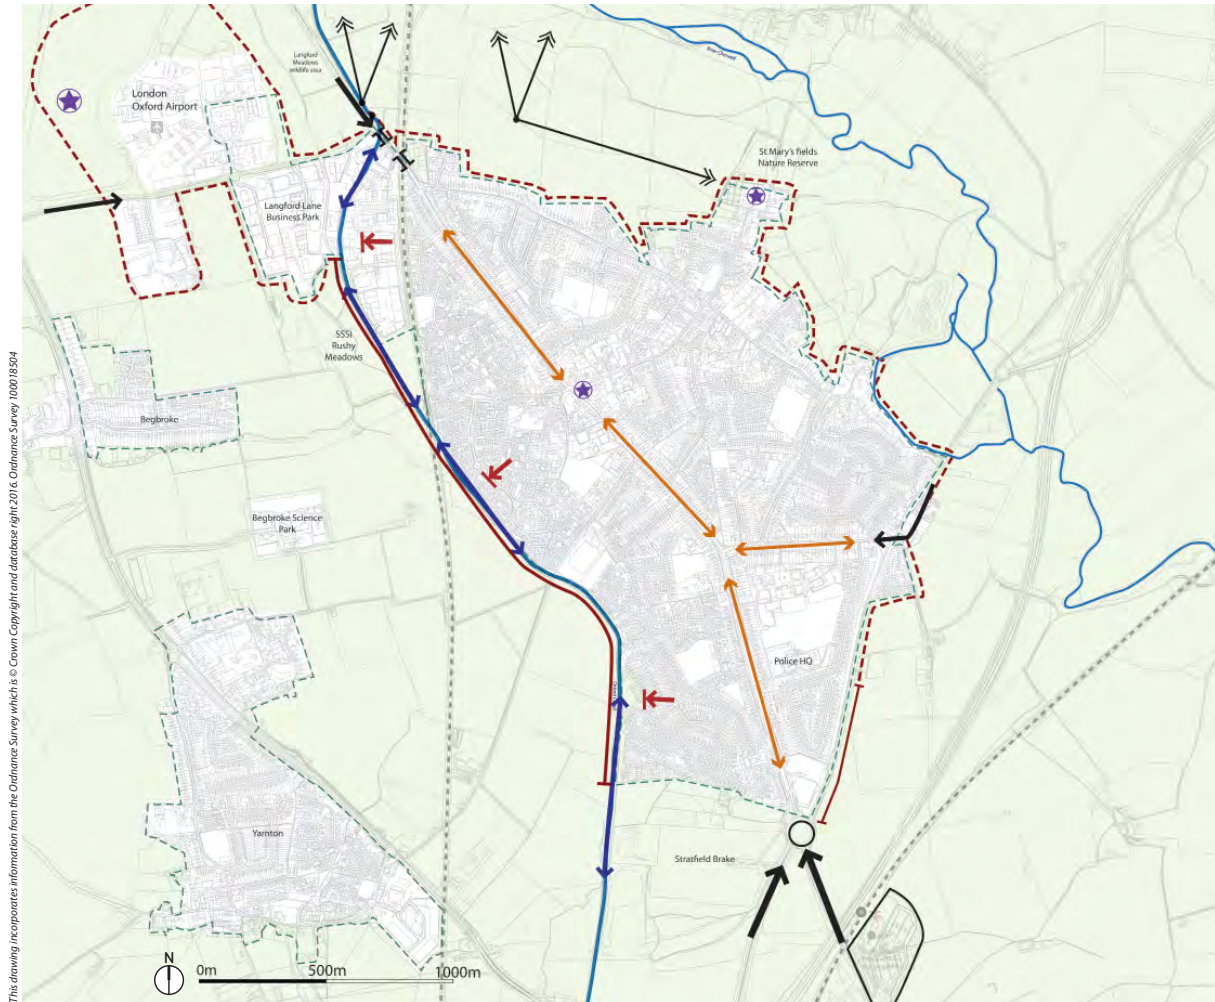 Langford
Meadows
wildlife area
River Cherwell
London
Oxford Airport
St Mary's fields
Nature Reserve
Langford Lane
Business Park
SSSI
Rushy
Meadows
Begbroke
Begbroke Science
Park
Police HQ
Yarnton
Stratfield Brake
N
0m
500m
1000m
This drawing incorporates information from the Ordnance Survey which is © Crown Copyright and database right 2016. Ordnance Survey 100018504